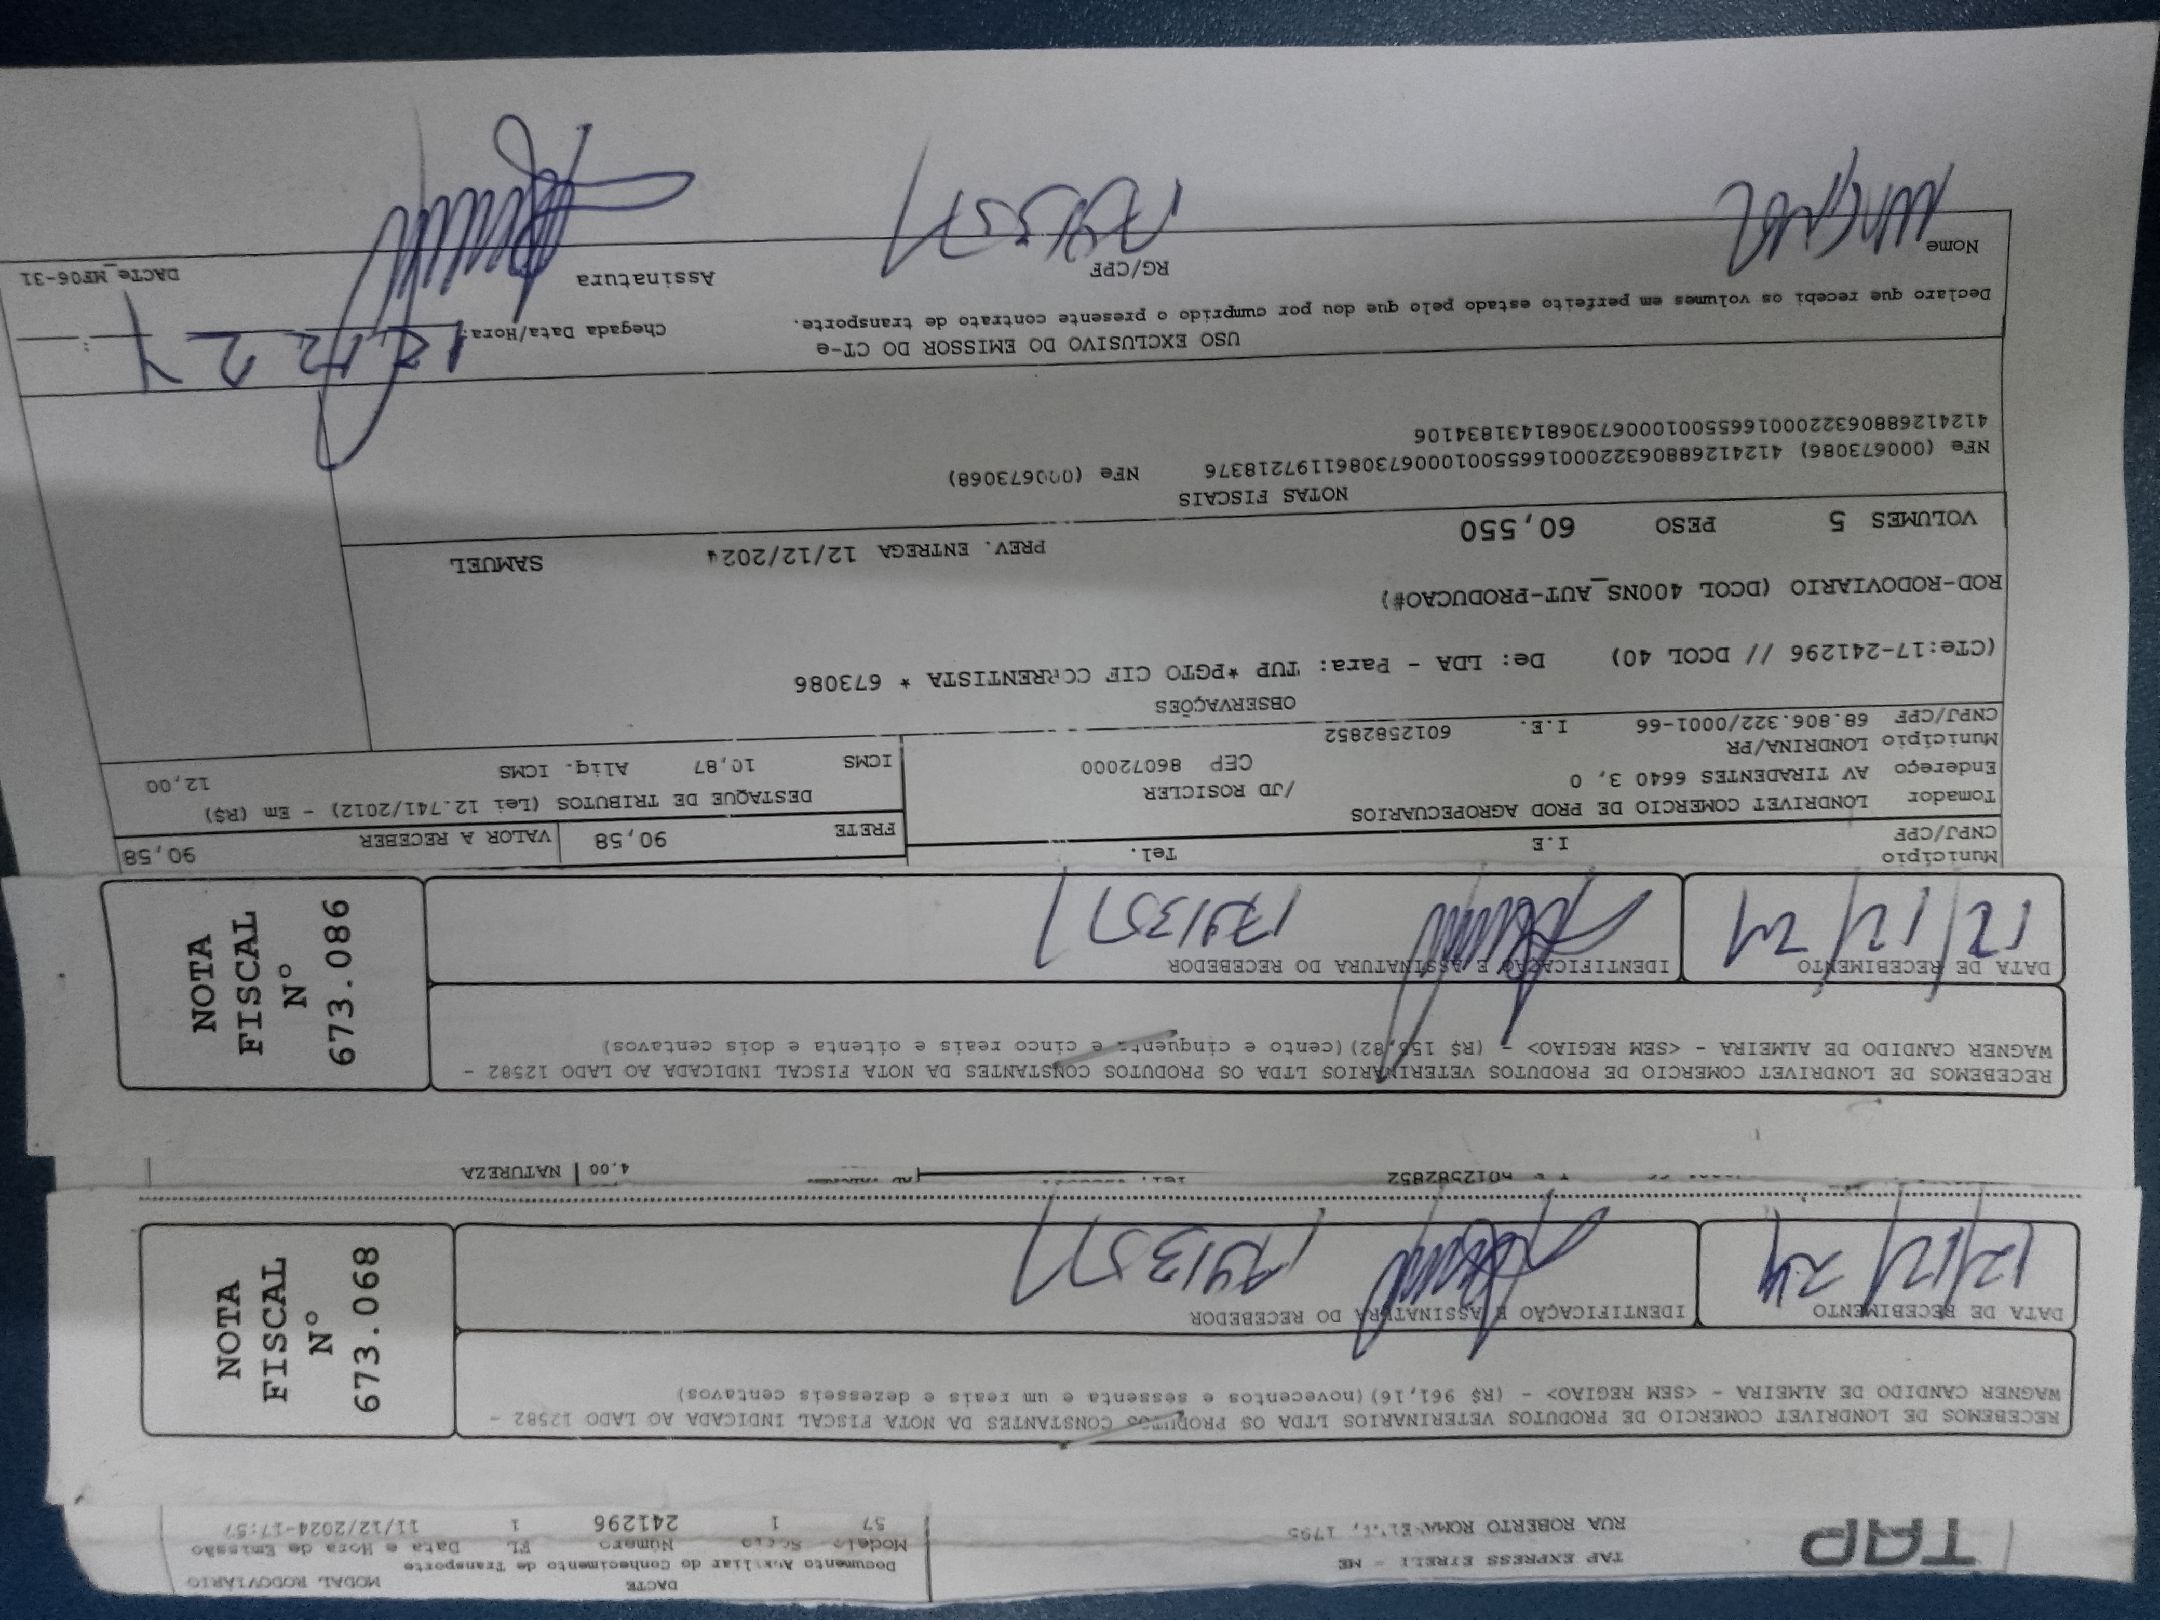 TAP
TAP EXPRESS EIRELI - ME
RUA ROBERTO ROMA
1795
DACTE
MODAL RODOVIARIO
Documento Auxiliar do Conhecimento de Transporte
Modelo Serie Número FL Data e Hora de Emissão
57 1 241296 1 11/12/2024-17:57
RECEBEMOS DE LONDRIVET COMERCIO DE PRODUTOS VETERINARIOS LTDA OS PRODUTOS CONSTANTES DA NOTA FISCAL INDICADA AO LADO 12582 -
WAGNER CANDIDO DE ALMEIRA - <SEM REGIAO> - (R$ 961,16) (novecentos e sessenta e um reais e dezesseis centavos)
DATA DE RECEBIMENTO
12/12/24
IDENTIFICAÇÃO E ASSINATURA DO RECEBEDOR
NOTA
FISCAL
Nº
673.068
6012582852
4,00 | NATUREZA
RECEBEMOS DE LONDRIVET COMERCIO DE PRODUTOS VETERINARIOS LTDA OS PRODUTOS CONSTANTES DA NOTA FISCAL INDICADA AO LADO 12582 -
WAGNER CANDIDO DE ALMEIRA - <SEM REGIAO> - (R$ 155,82) (cento e cinquenta e cinco reais e oitenta e dois centavos)
DATA DE RECEBIMENTO
12/12/24
IDENTIFICAÇÃO E ASSINATURA DO RECEBEDOR
NOTA
FISCAL
Nº
673.086
Município
CNPJ/CPF I.E Tel.
Tomador LONDRIVET COMERCIO DE PROD AGROPECUARIOS
Endereço AV TIRADENTES 6640 3, 0 /JD ROSICLER
Município LONDRINA/PR CEP 86072000
CNPJ/CPF 68.806.322/0001-66 I.E. 6012582852
FRETE 90,58 VALOR A RECEBER 90,58
DESTAQUE DE TRIBUTOS (Lei 12.741/2012) - Em (R$)
ICMS 10,87 Aliq. ICMS 12,00
OBSERVAÇÕES
(CTe:17-241296 // DCOL 40) De: LDA - Para: TUP *PGTO CIF CORRENTISTA * 673086
ROD-RODOVIARIO (DCOL 400NS_AUT-PRODUCAO#)
PREV. ENTREGA 12/12/2024 SAMUEL
VOLUMES 5 PESO 60,550
NOTAS FISCAIS
NFe (000673086) 41241268806322000166550010006730861197218376 NFe (000673068)
41241268806322000166550010006730681431834106
USO EXCLUSIVO DO EMISSOR DO CT-e
Declaro que recebi os volumes em perfeito estado pelo que dou por cumprido o presente contrato de transporte.
Chegada Data/Hora:
Nome WAGNER
RG/CPF
Assinatura
DACTe_MF06-31